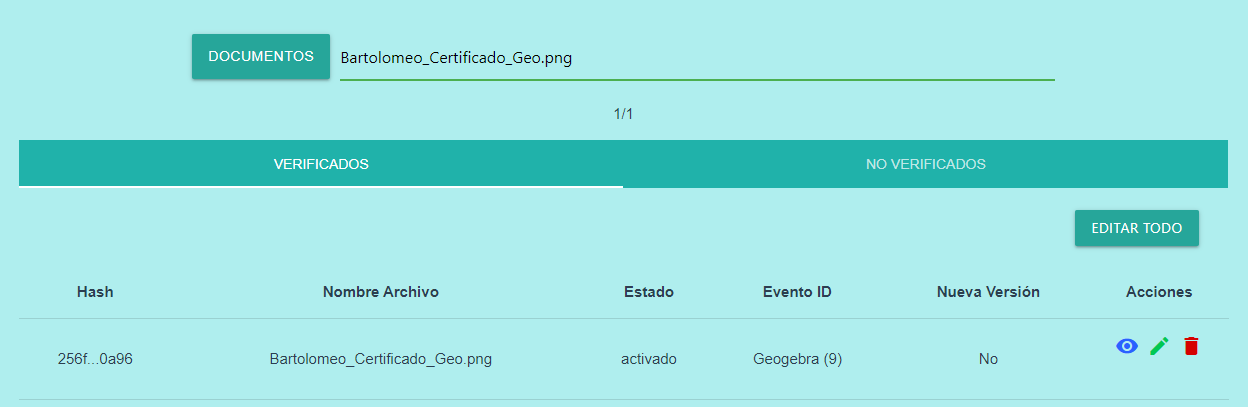 DOCUMENTOS Bartolomeo_Certificado_Geo.png
1/1
VERIFICADOS NO VERIFICADOS
EDITAR TODO
Hash Nombre Archivo Estado Evento ID Nueva Versión Acciones
256f...0a96 Bartolomeo_Certificado_Geo.png activado Geogebra (9) No